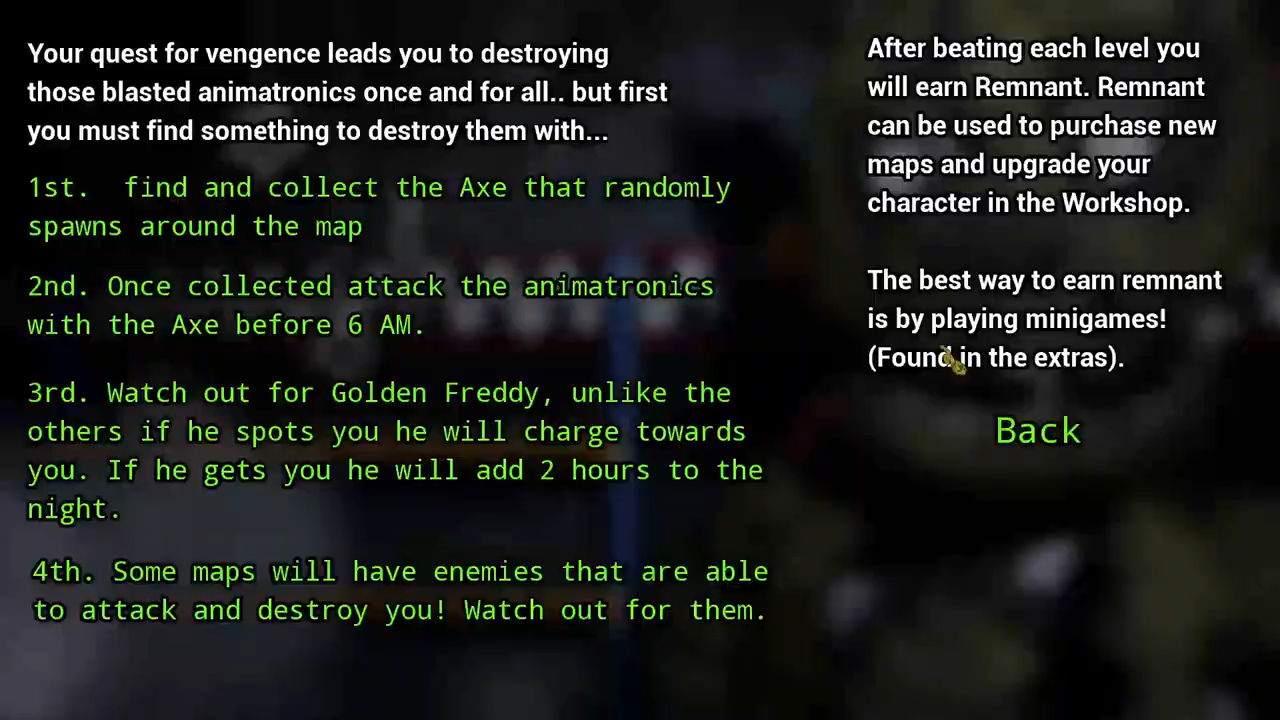 Your quest for vengence leads you to destroying
those blasted animatronics once and for all.. but first
you must find something to destroy them with...
1st.  find and collect the Axe that randomly
spawns around the map
2nd. Once collected attack the animatronics
with the Axe before 6 AM.
3rd. Watch out for Golden Freddy, unlike the
others if he spots you he will charge towards
you. If he gets you he will add 2 hours to the
night.
4th. Some maps will have enemies that are able
to attack and destroy you! Watch out for them.
After beating each level you
will earn Remnant. Remnant
can be used to purchase new
maps and upgrade your
character in the Workshop.
The best way to earn remnant
is by playing minigames!
(Found in the extras).
Back